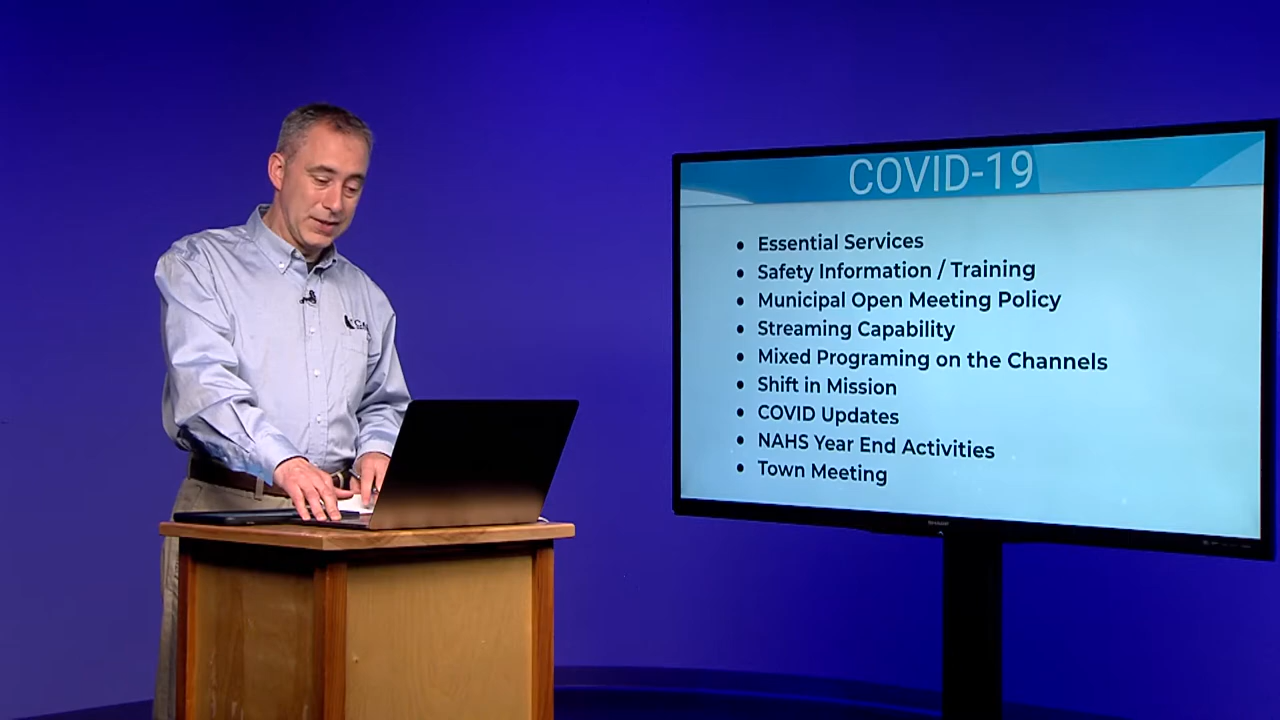 COVID-19
• Essential Services
• Safety Information / Training
• Municipal Open Meeting Policy
• Streaming Capability
• Mixed Programing on the Channels
• Shift in Mission
• COVID Updates
• NAHS Year End Activities
• Town Meeting
SHARP